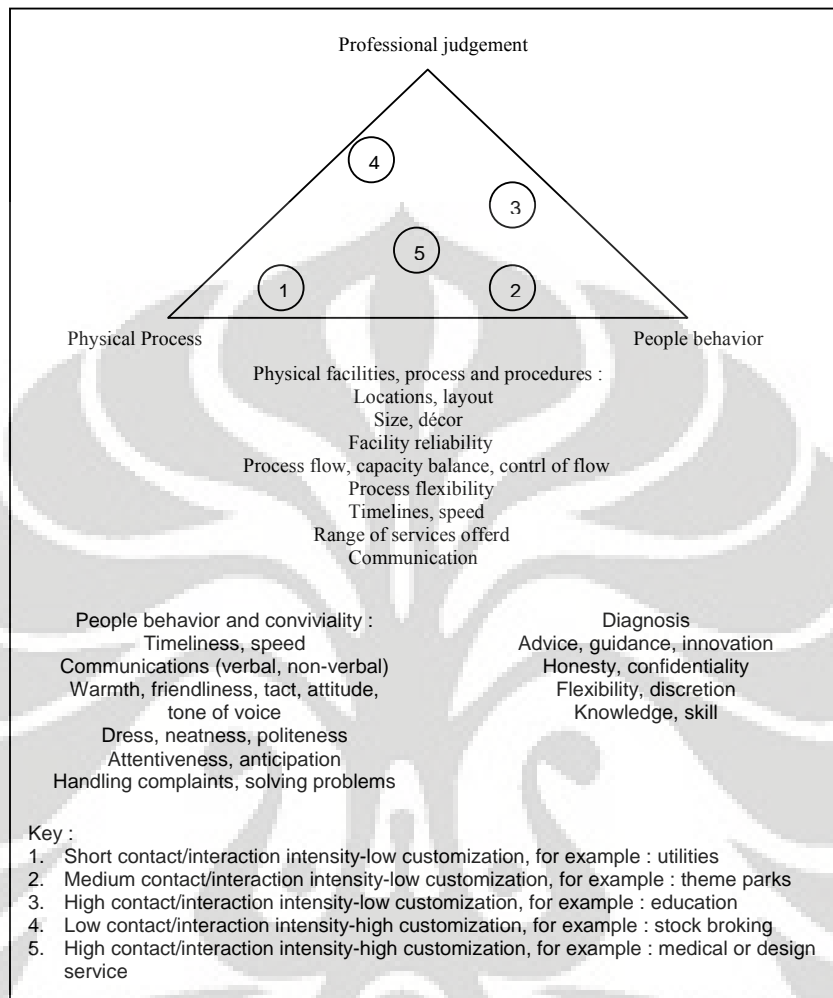 Professional judgement
4
3
5
1
2
Physical Process
People behavior
Physical facilities, process and procedures :
Locations, layout
Size, décor
Facility reliability
Process flow, capacity balance, contrl of flow
Process flexibility
Timelines, speed
Range of services offerd
Communication
People behavior and conviviality :
Timeliness, speed
Communications (verbal, non-verbal)
Warmth, friendliness, tact, attitude,
tone of voice
Dress, neatness, politeness
Attentiveness, anticipation
Handling complaints, solving problems
Diagnosis
Advice, guidance, innovation
Honesty, confidentiality
Flexibility, discretion
Knowledge, skill
Key :
1. Short contact/interaction intensity-low customization, for example : utilities
2. Medium contact/interaction intensity-low customization, for example : theme parks
3. High contact/interaction intensity-low customization, for example : education
4. Low contact/interaction intensity-high customization, for example : stock broking
5. High contact/interaction intensity-high customization, for example : medical or design
service